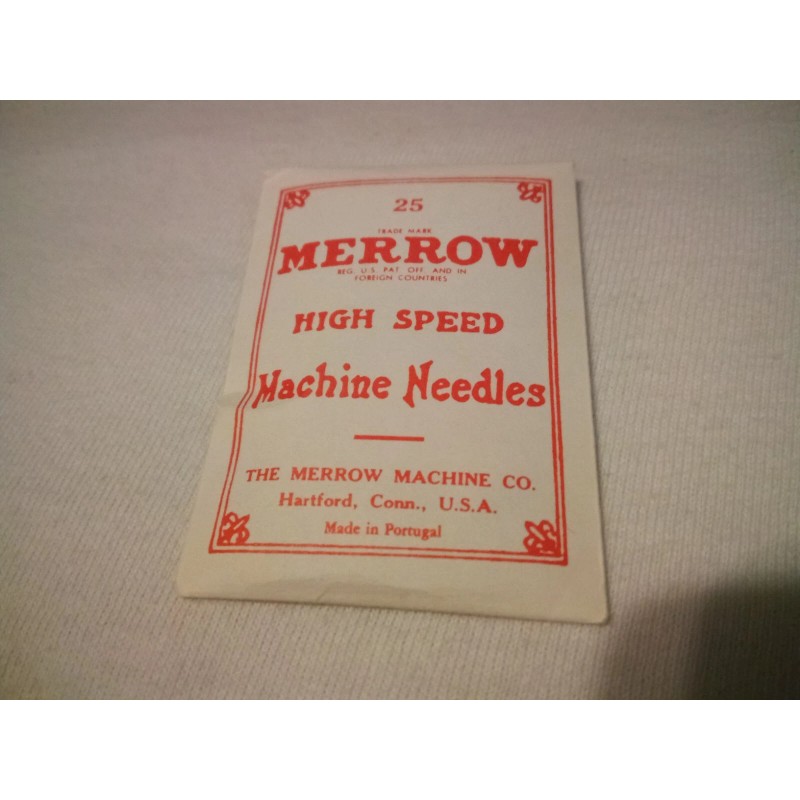 25
TRADE MARK
MERROW
REG. U.S. PAT. OFF. AND IN
FOREIGN COUNTRIES
HIGH SPEED
Machine Needles
THE MERROW MACHINE CO.
Hartford, Conn., U.S.A.
Made in Portugal